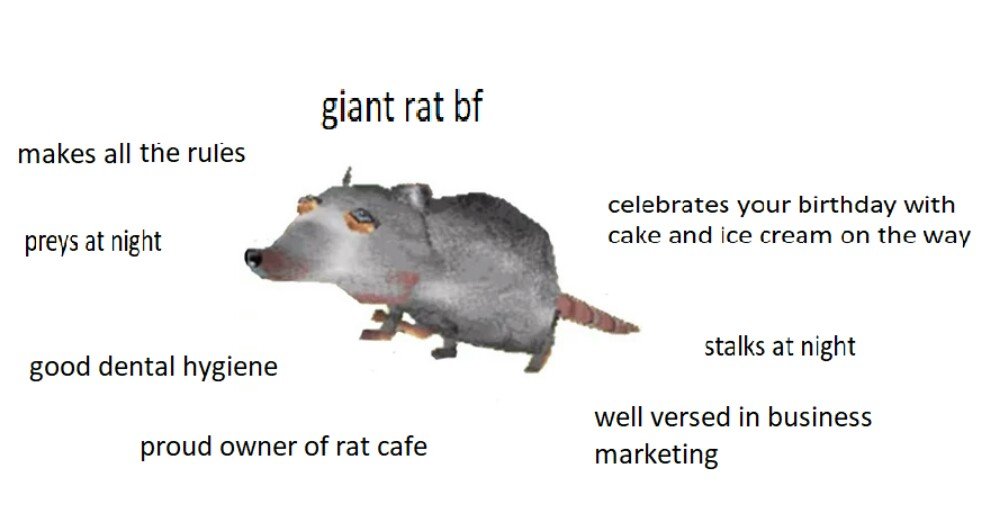 giant rat bf
makes all the rules
celebrates your birthday with
cake and ice cream on the way
preys at night
stalks at night
good dental hygiene
well versed in business
marketing
proud owner of rat cafe